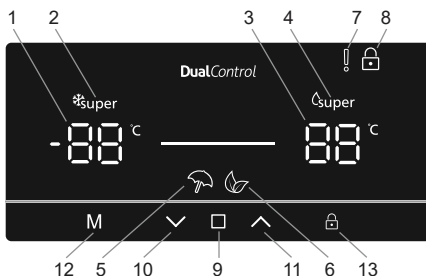 1 2 3 4 7 8
DualControl
super super
-88 °C 88 °C
M
12 5 10 9 11 6 13